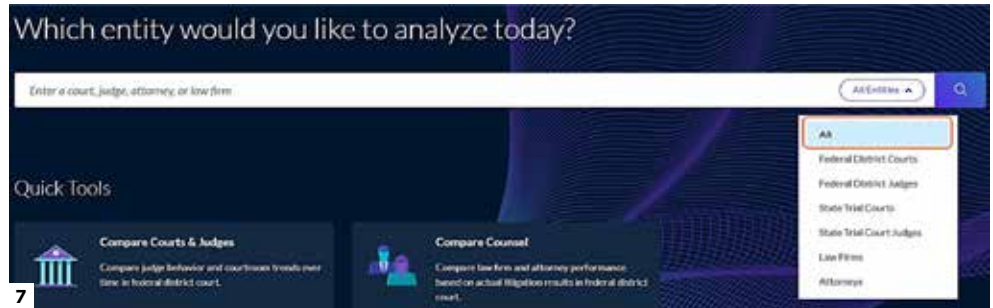 Which entity would you like to analyze today?
Enter a court, judge, attorney, or law firm
All Entities
All
Federal District Courts
Federal District Judges
State Trial Courts
State Trial Court Judges
Law Firms
Attorneys
Quick Tools
Compare Courts & Judges
Compare judge behavior and courtroom trends over
time in federal district court.
Compare Counsel
Compare law firm and attorney performance
based on actual litigation results in federal district
court.
7